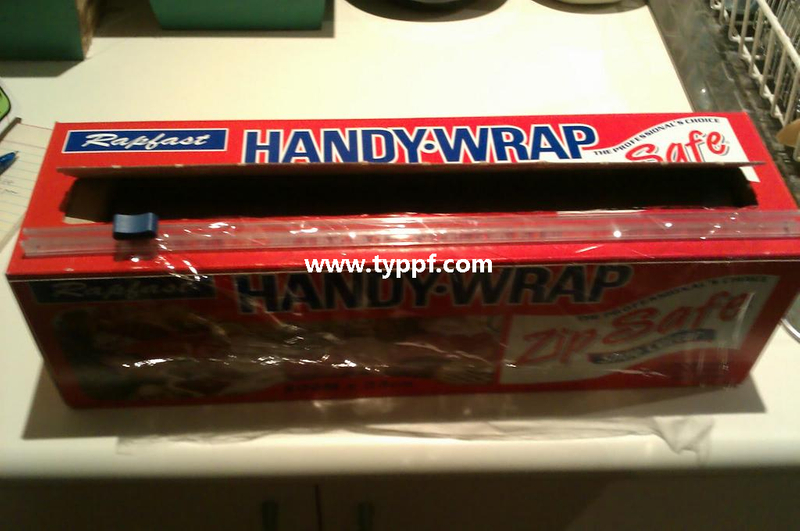 Rapfast
HANDY·WRAP
THE PROFESSIONAL'S CHOICE
Safe
www.typpf.com
Rapfast
HANDY·WRAP
THE PROFESSIONAL'S CHOICE
Zip Safe